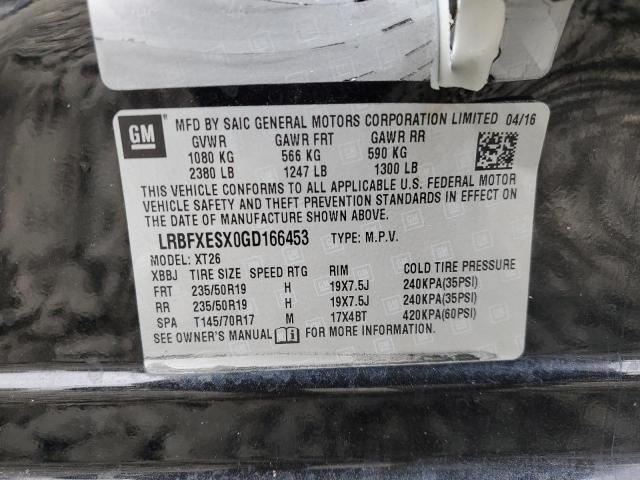 GM
MFD BY SAIC GENERAL MOTORS CORPORATION LIMITED 04/16
GVWR GAWR FRT GAWR RR
1080 KG 566 KG 590 KG
2380 LB 1247 LB 1300 LB
THIS VEHICLE CONFORMS TO ALL APPLICABLE U.S. FEDERAL MOTOR
VEHICLE SAFETY AND THEFT PREVENTION STANDARDS IN EFFECT ON
THE DATE OF MANUFACTURE SHOWN ABOVE.
LRBFXESX0GD166453 TYPE: M.P.V.
MODEL: XT26
XBBJ TIRE SIZE SPEED RTG RIM COLD TIRE PRESSURE
FRT 235/50R19 H 19X7.5J 240KPA(35PSI)
RR 235/50R19 H 19X7.5J 240KPA(35PSI)
SPA T145/70R17 M 17X4BT 420KPA(60PSI)
SEE OWNER'S MANUAL FOR MORE INFORMATION.